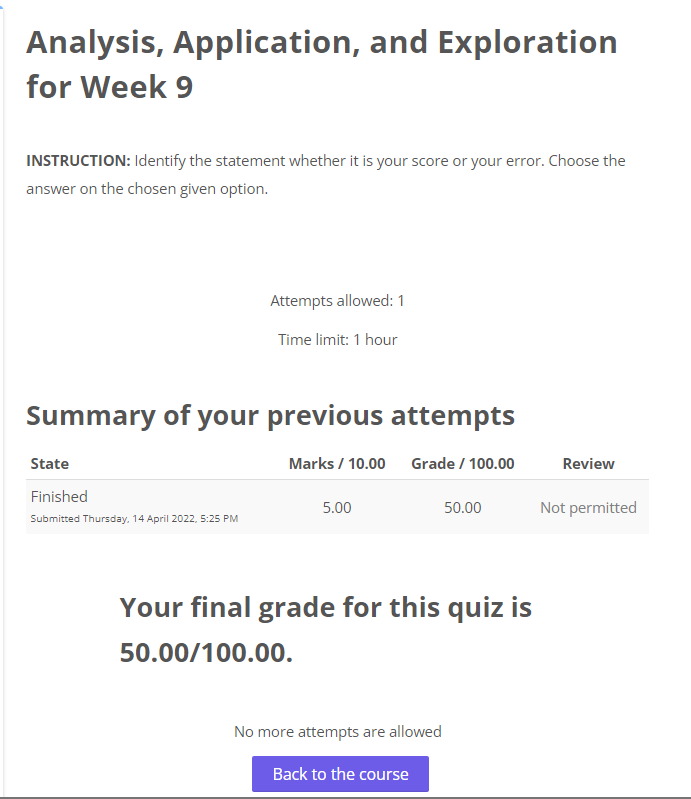 Analysis, Application, and Exploration
for Week 9
INSTRUCTION: Identify the statement whether it is your score or your error. Choose the
answer on the chosen given option.
Attempts allowed: 1
Time limit: 1 hour
Summary of your previous attempts
State Marks / 10.00 Grade / 100.00 Review
Finished
Submitted Thursday, 14 April 2022, 5:25 PM
5.00 50.00 Not permitted
Your final grade for this quiz is
50.00/100.00.
No more attempts are allowed
Back to the course